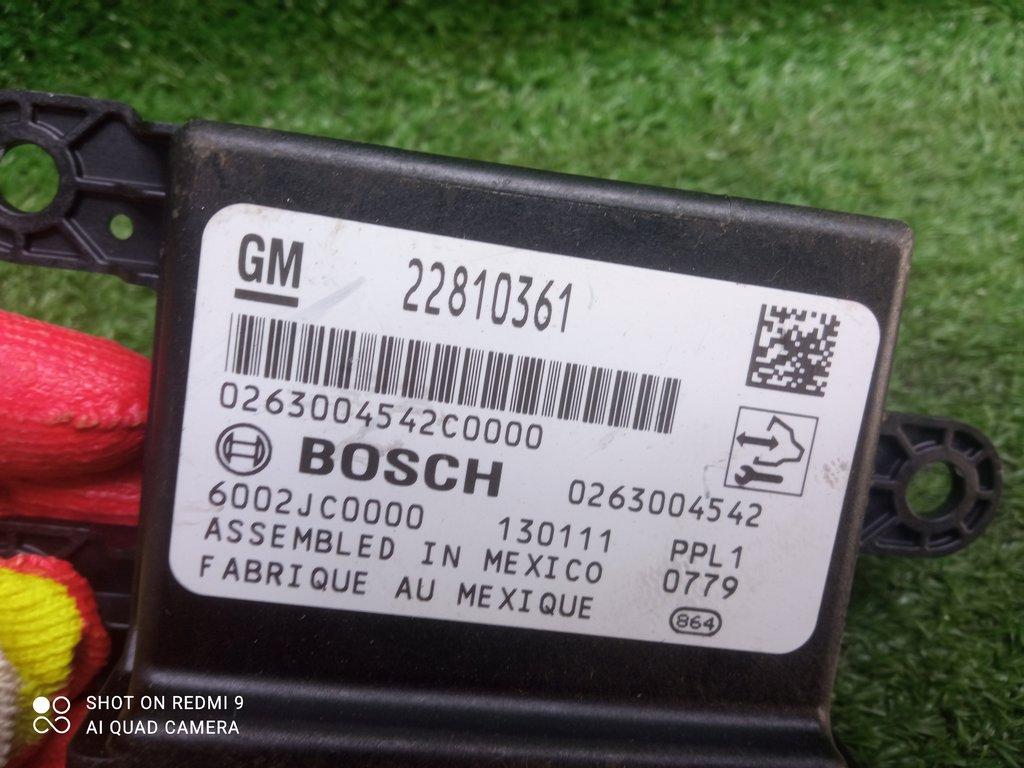 GM 22810361
0263004542C0000
BOSCH 0263004542
6002JC0000 130111 PPL1
ASSEMBLED IN MEXICO 0779
FABRIQUE AU MEXIQUE 864
SHOT ON REDMI 9
AI QUAD CAMERA